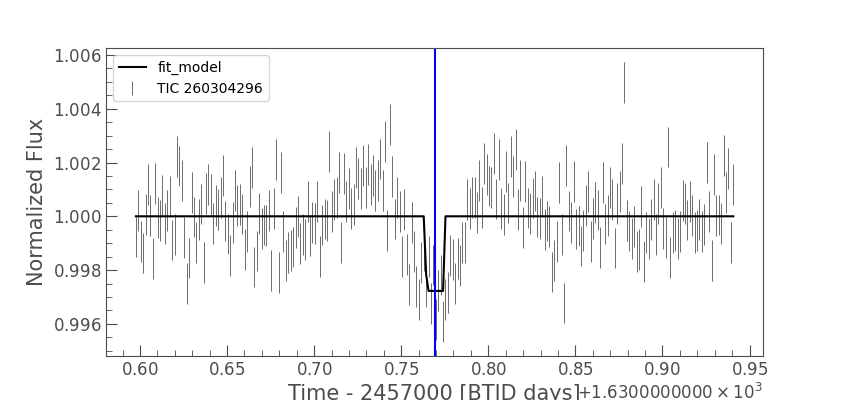 1.006
1.004
1.002
1.000
0.998
0.996
Normalized Flux
fit_model
TIC 260304296
0.60 0.65 0.70 0.75 0.80 0.85 0.90 0.95
Time - 2457000 [BTJD days]
+1.6300000000 × 10³